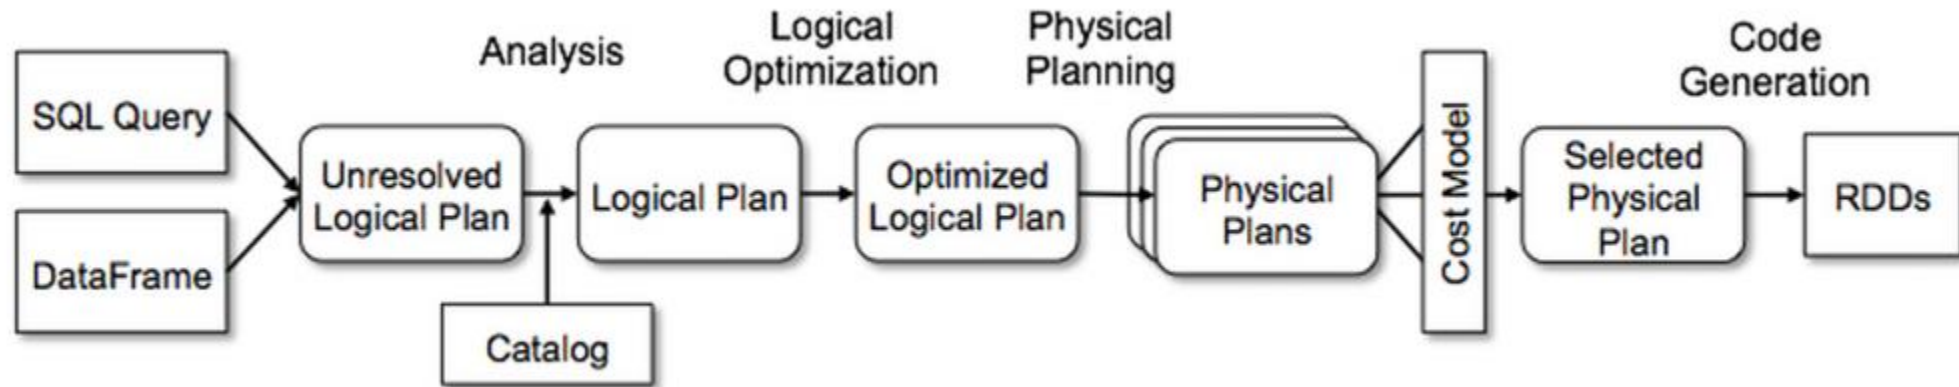 SQL Query
DataFrame
Unresolved
Logical Plan
Analysis
Catalog
Logical Plan
Logical
Optimization
Optimized
Logical Plan
Physical
Planning
Physical
Plans
Cost Model
Selected
Physical
Plan
Code
Generation
RDDs